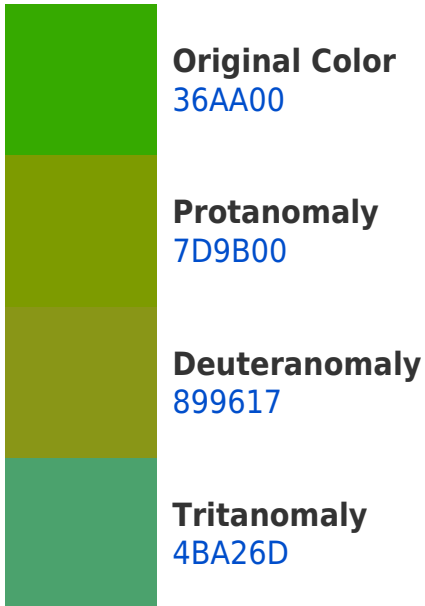 Original Color
36AA00
Protanomaly
7D9B00
Deuteranomaly
899617
Tritanomaly
4BA26D